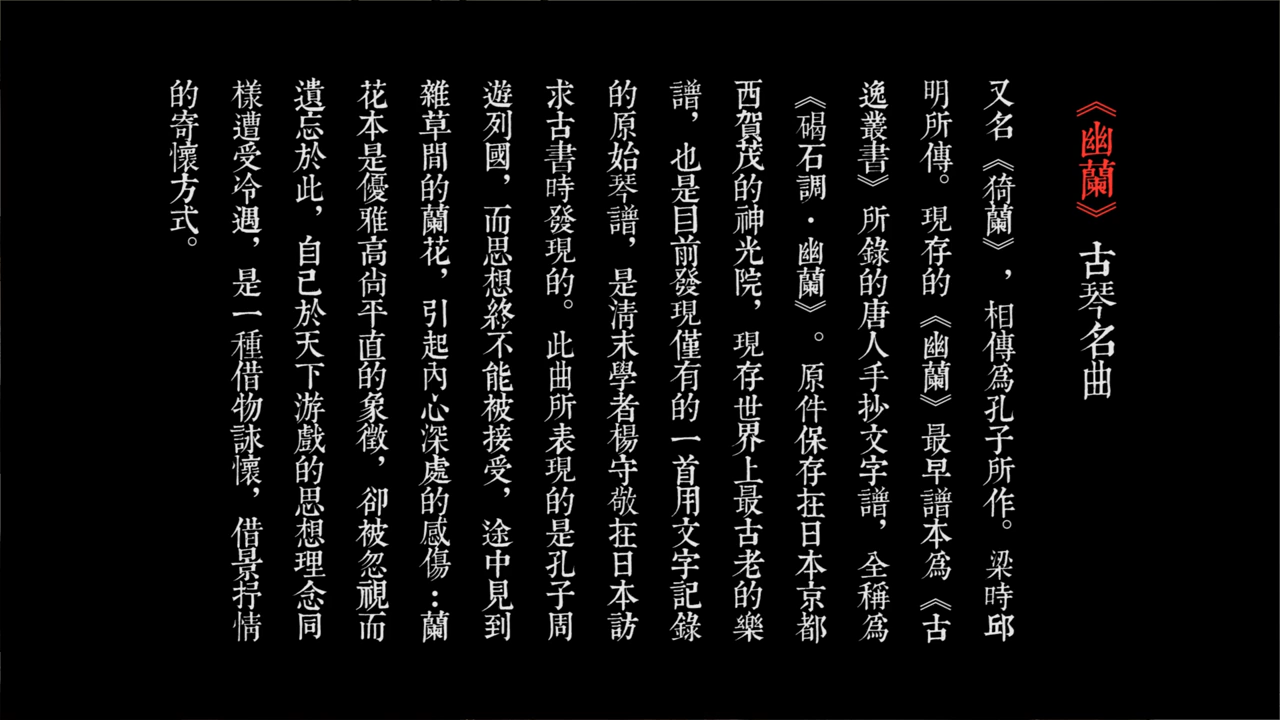 《幽蘭》古琴名曲
又名《猗蘭》，相傳爲孔子所作。梁時邱
明所傳。現存的《幽蘭》最早譜本爲《古
逸叢書》所錄的唐人手抄文字譜，全稱爲
《碣石調·幽蘭》。原件保存在日本京都
西賀茂的神光院，現存世界上最古老的樂
譜，也是目前發現僅有的一首用文字記錄
的原始琴譜，是清末學者楊守敬在日本訪
求古書時發現的。此曲所表現的是孔子周
遊列國，而思想終不能被接受，途中見到
雜草間的蘭花，引起內心深處的感傷：蘭
花本是優雅高尚平直的象徵，卻被忽視而
遺忘於此，自己於天下游戲的思想理念同
樣遭受冷遇，是一種借物詠懷，借景抒情
的寄懷方式。